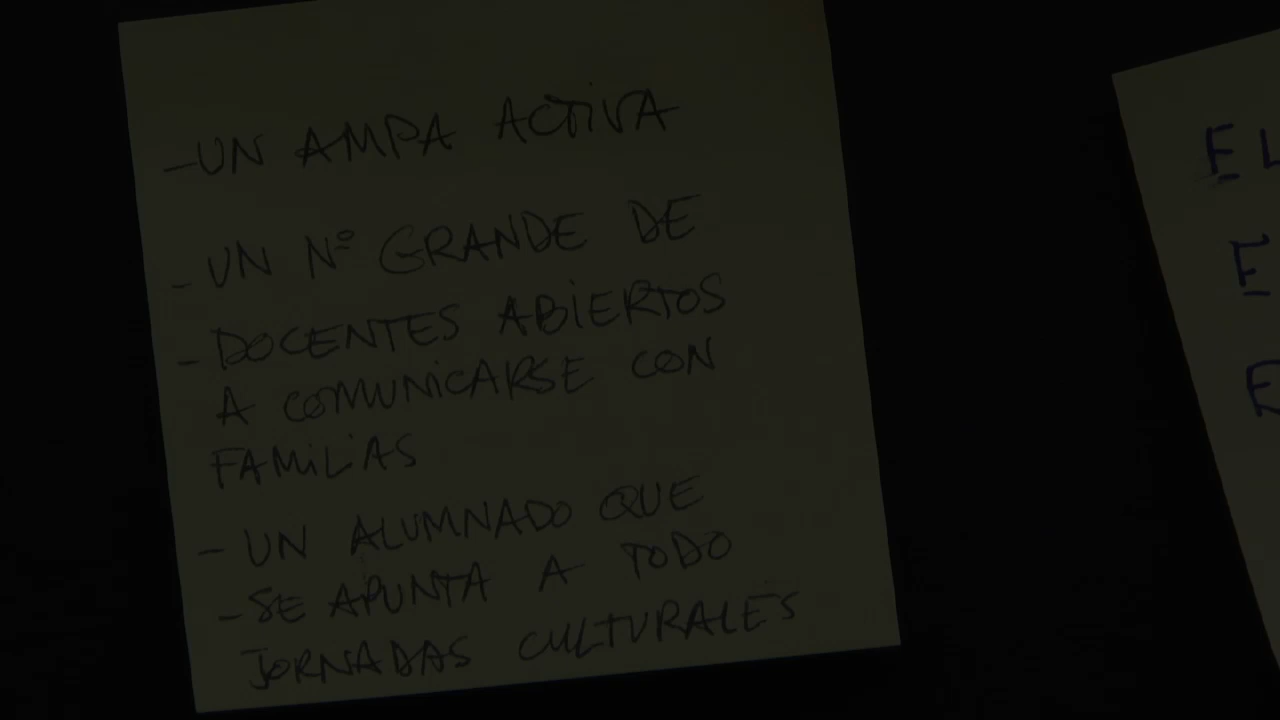 - UN AMPA ACTIVA
- UN Nº GRANDE DE
- DOCENTES ABIERTOS
A COMUNICARSE CON
FAMILIAS
- UN ALUMNADO QUE
- SE APUNTA A TODO
JORNADAS CULTURALES
EL
E
E